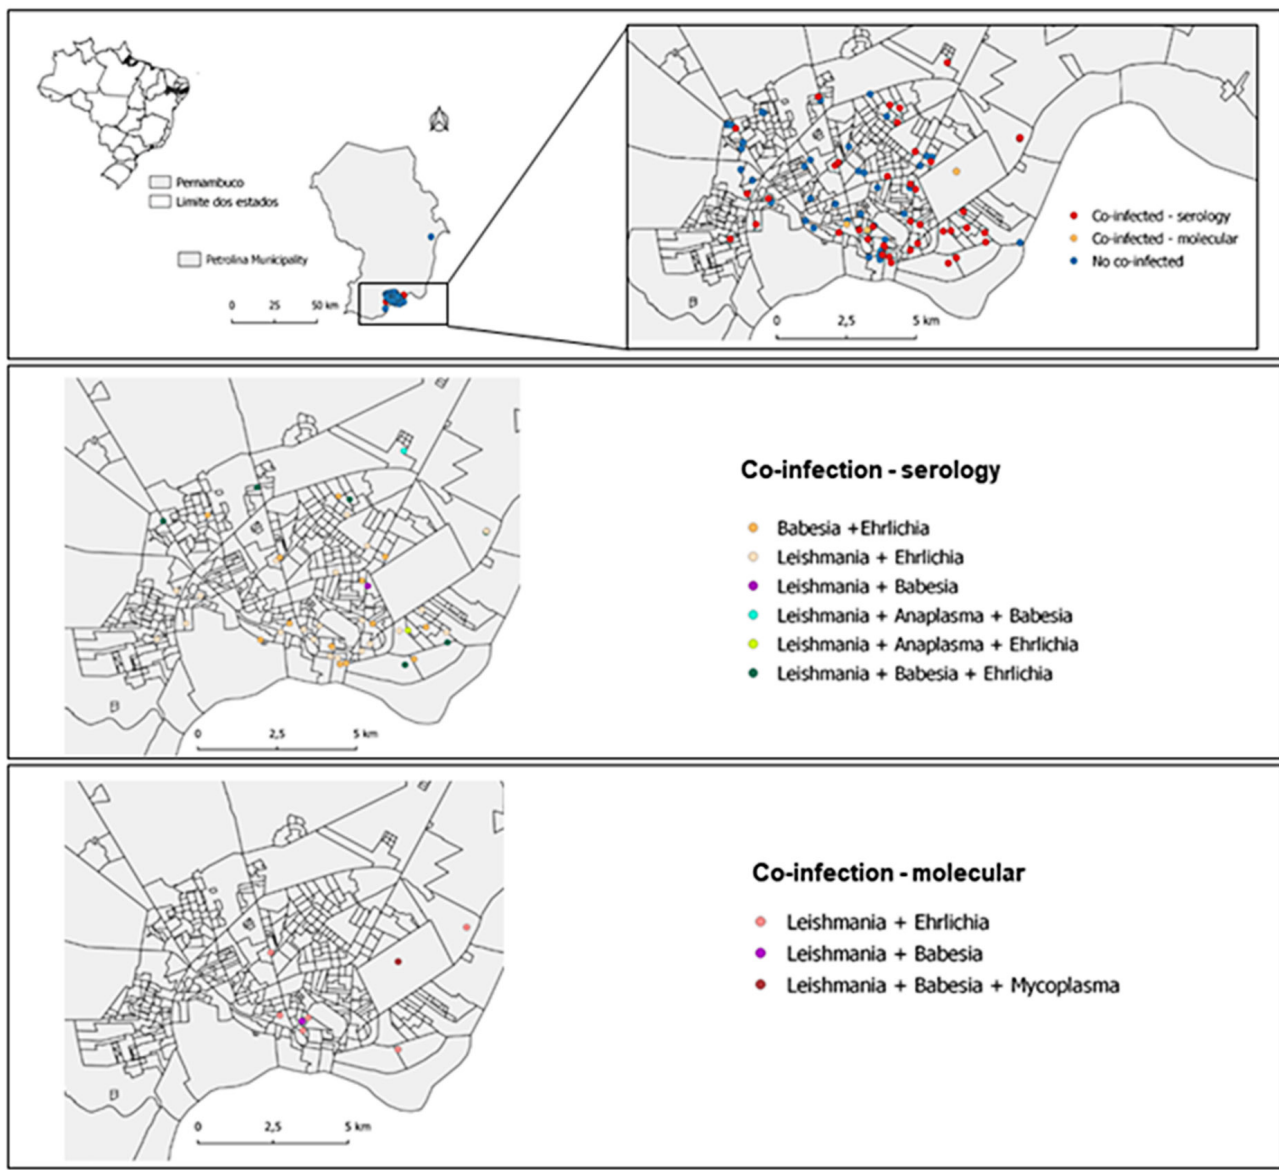 Pernambuco
Limite dos estados
Petrolina Municipality
0 25 50 km
Co-infected - serology
Co-infected - molecular
No co-infected
0 2,5 5 km
Co-infection - serology
Babesia +Ehrlichia
Leishmania + Ehrlichia
Leishmania + Babesia
Leishmania + Anaplasma + Babesia
Leishmania + Anaplasma + Ehrlichia
Leishmania + Babesia + Ehrlichia
0 2,5 5 km
Co-infection - molecular
Leishmania + Ehrlichia
Leishmania + Babesia
Leishmania + Babesia + Mycoplasma
0 2,5 5 km